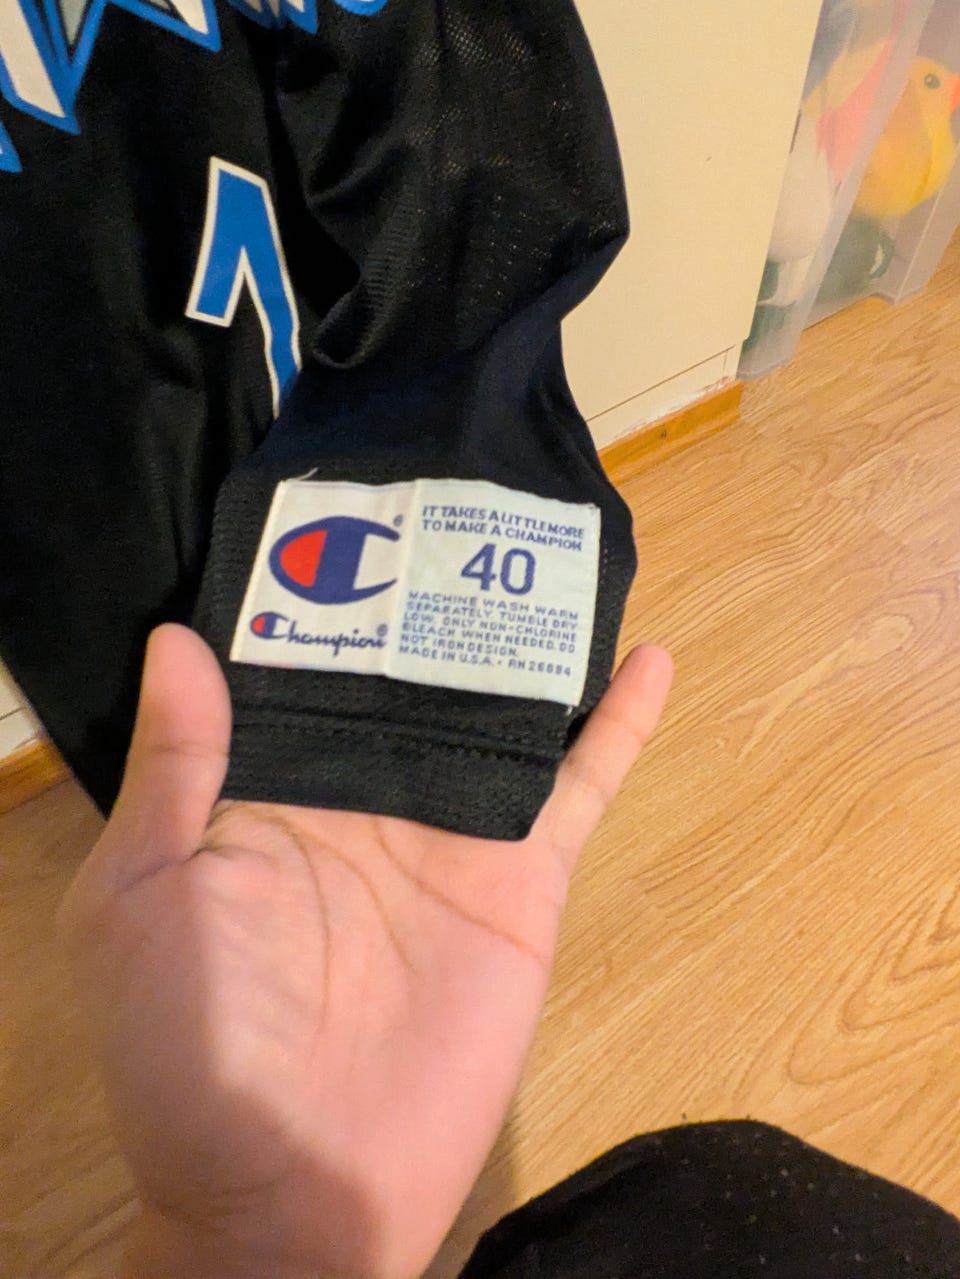 1
Champion
IT TAKES A LITTLE MORE
TO MAKE A CHAMPION
40
MACHINE WASH WARM
SEPARATELY, TUMBLE DRY
LOW, ONLY NON-CHLORINE
BLEACH WHEN NEEDED. DO
NOT IRON DESIGN.
MADE IN U.S.A. • RN 26094